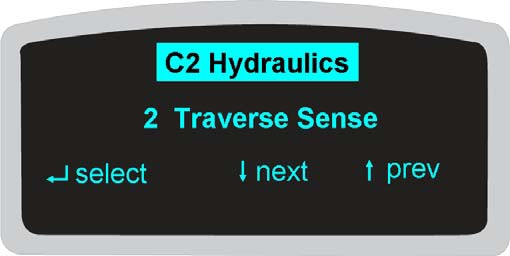 C2 Hydraulics
2 Traverse Sense
↵ select ↓ next ↑ prev